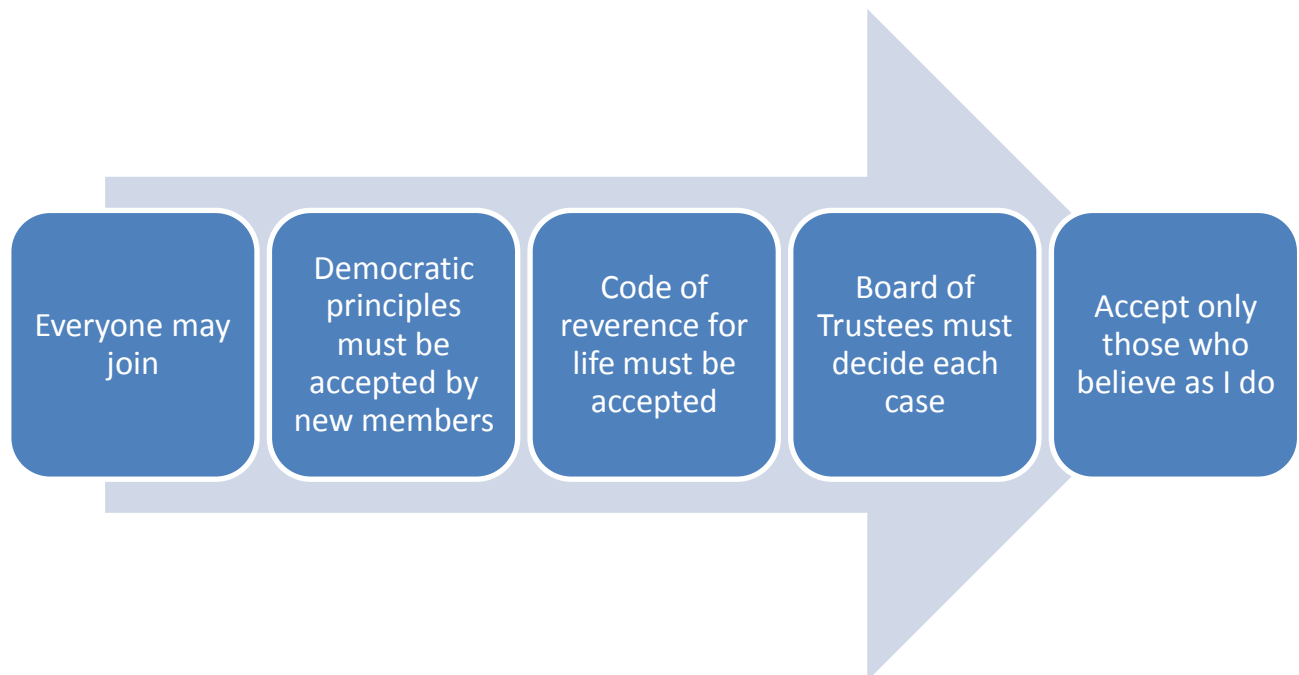 Everyone may
join
Democratic
principles
must be
accepted by
new members
Code of
reverence for
life must be
accepted
Board of
Trustees must
decide each
case
Accept only
those who
believe as I do